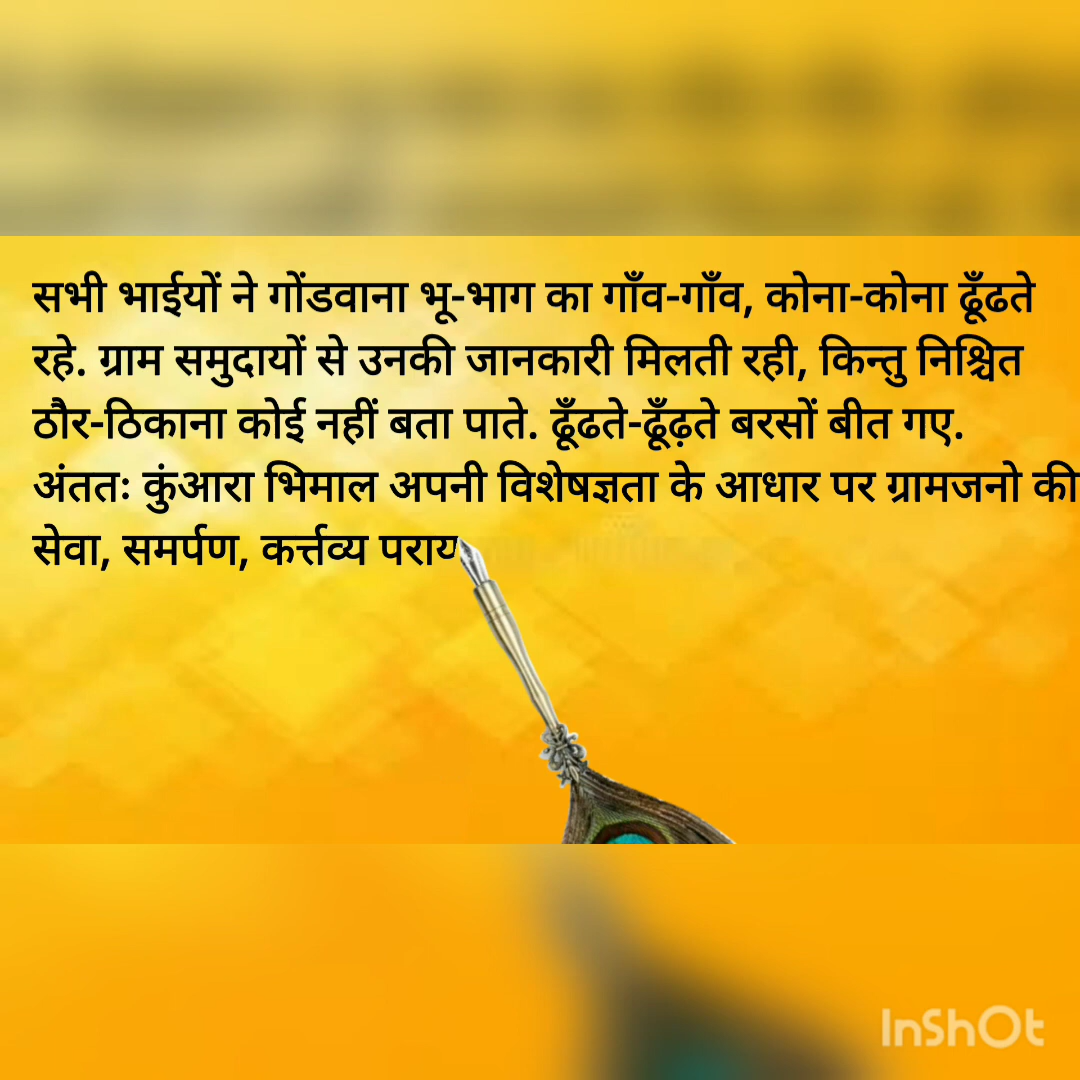 सभी भाईयों ने गोंडवाना भू-भाग का गाँव-गाँव, कोना-कोना ढूँढते
रहे. ग्राम समुदायों से उनकी जानकारी मिलती रही, किन्तु निश्चित
ठौर-ठिकाना कोई नहीं बता पाते. ढूँढते-ढूँढ़ते बरसों बीत गए.
अंततः कुंआरा भिमाल अपनी विशेषज्ञता के आधार पर ग्रामजनो की
सेवा, समर्पण, कर्त्तव्य पराय
InShOt